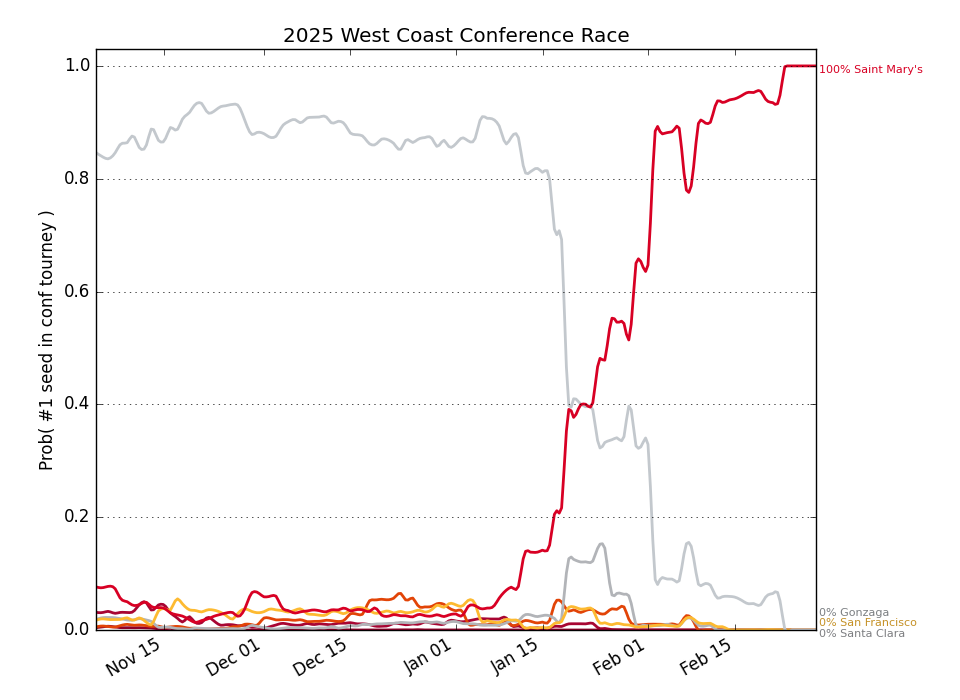 2025 West Coast Conference Race
1.0
0.8
0.6
0.4
0.2
0.0
Prob( #1 seed in conf tourney )
Nov 15
Dec 01
Dec 15
Jan 01
Jan 15
Feb 01
Feb 15
100% Saint Mary's
0% Gonzaga
0% San Francisco
0% Santa Clara